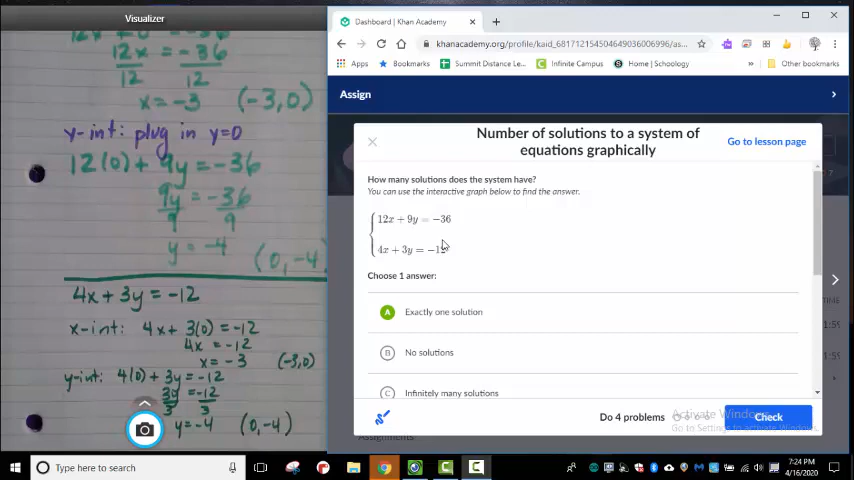 Visualizer
12x = -36
12 12
x = -3 (-3,0)
y-int: plug in y=0
12(0) + 9y = -36
9y = -36
9 9
y = -4 (0,-4)
4x + 3y = -12
x-int: 4x + 3(0) = -12
4x = -12
x = -3 (-3,0)
y-int: 4(0) + 3y = -12
3y = -12
3 3
y = -4 (0,-4)
Dashboard | Khan Academy
khanacademy.org/profile/kaid_681712154504649036006996/as...
Apps Bookmarks Summit Distance Le... Infinite Campus Home | Schoology » Other bookmarks
Assign
Number of solutions to a system of
equations graphically
Go to lesson page
How many solutions does the system have?
You can use the interactive graph below to find the answer.
12x + 9y = −36
4x + 3y = −12
Choose 1 answer:
A Exactly one solution
B No solutions
C Infinitely many solutions
Do 4 problems
Check
Activate Windows
Go to Settings to activate Windows.
Assignments
Type here to search
7:24 PM
4/16/2020